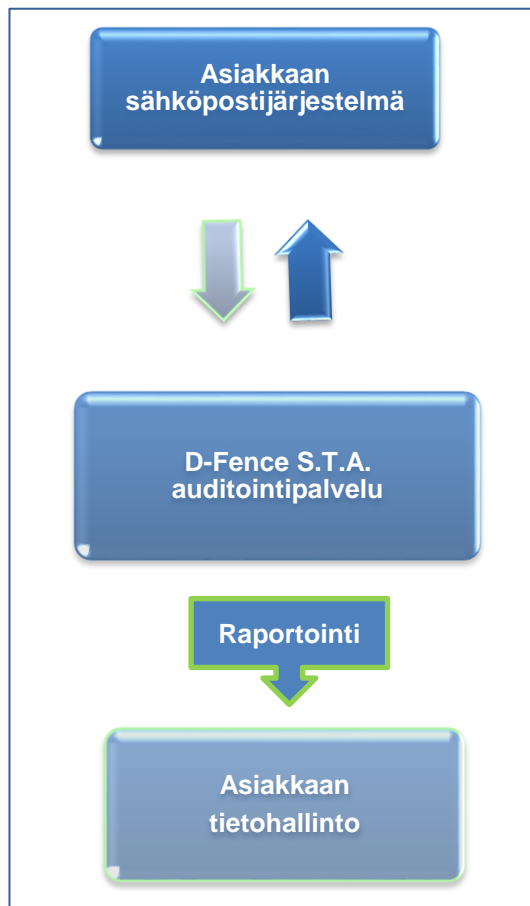 Asiakkaan
sähköpostijärjestelmä
D-Fence S.T.A.
auditointipalvelu
Raportointi
Asiakkaan
tietohallinto